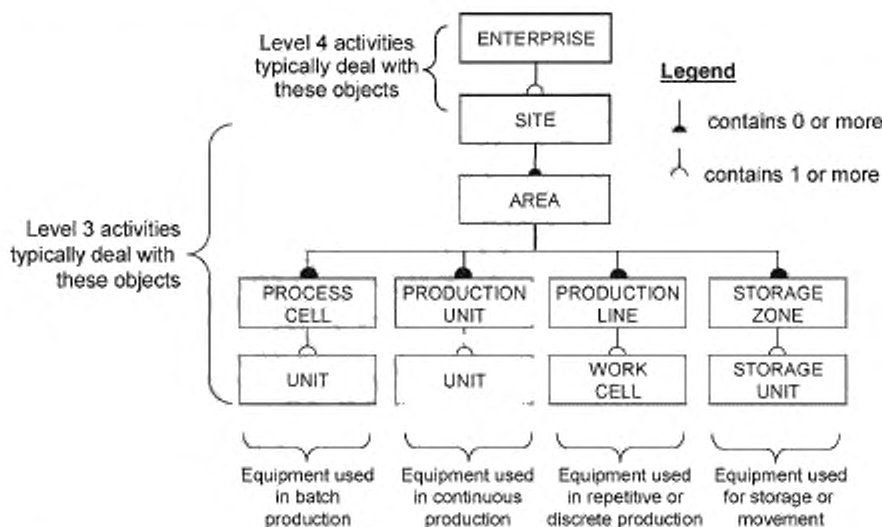 Level 4 activities
typically deal with
these objects
ENTERPRISE
SITE
AREA
Legend
contains 0 or more
contains 1 or more
Level 3 activities
typically deal with
these objects
PROCESS
CELL
PRODUCTION
UNIT
PRODUCTION
LINE
STORAGE
ZONE
UNIT
UNIT
WORK
CELL
STORAGE
UNIT
Equipment used
in batch
production
Equipment used
in continuous
production
Equipment used
in repetitive or
discrete production
Equipment used
for storage or
movement